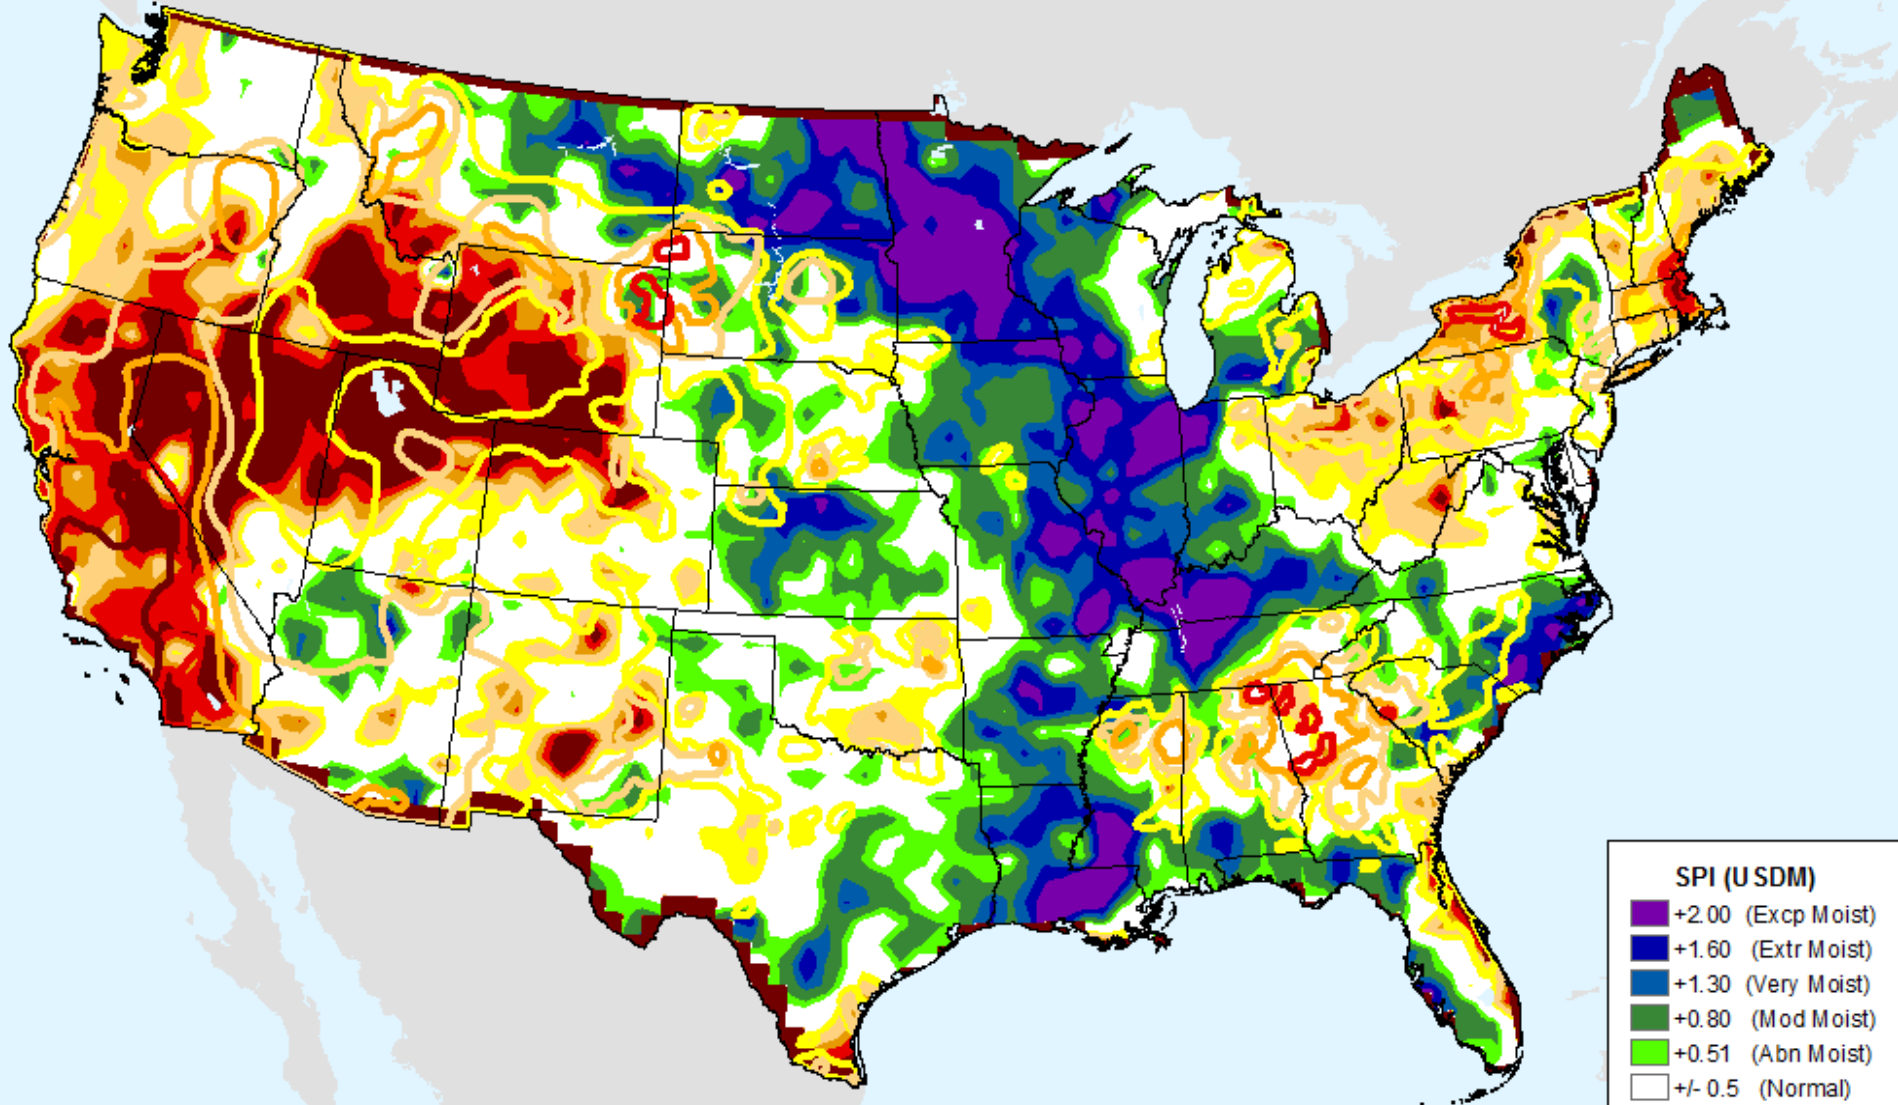 SPI (USDM)
+2.00 (Excp Moist)
+1.60 (Extr Moist)
+1.30 (Very Moist)
+0.80 (Mod Moist)
+0.51 (Abn Moist)
+/- 0.5 (Normal)